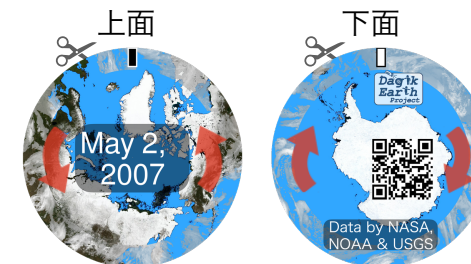 上面
下面
May 2,
2007
Dagik
Earth
Project
Data by NASA,
NOAA & USGS